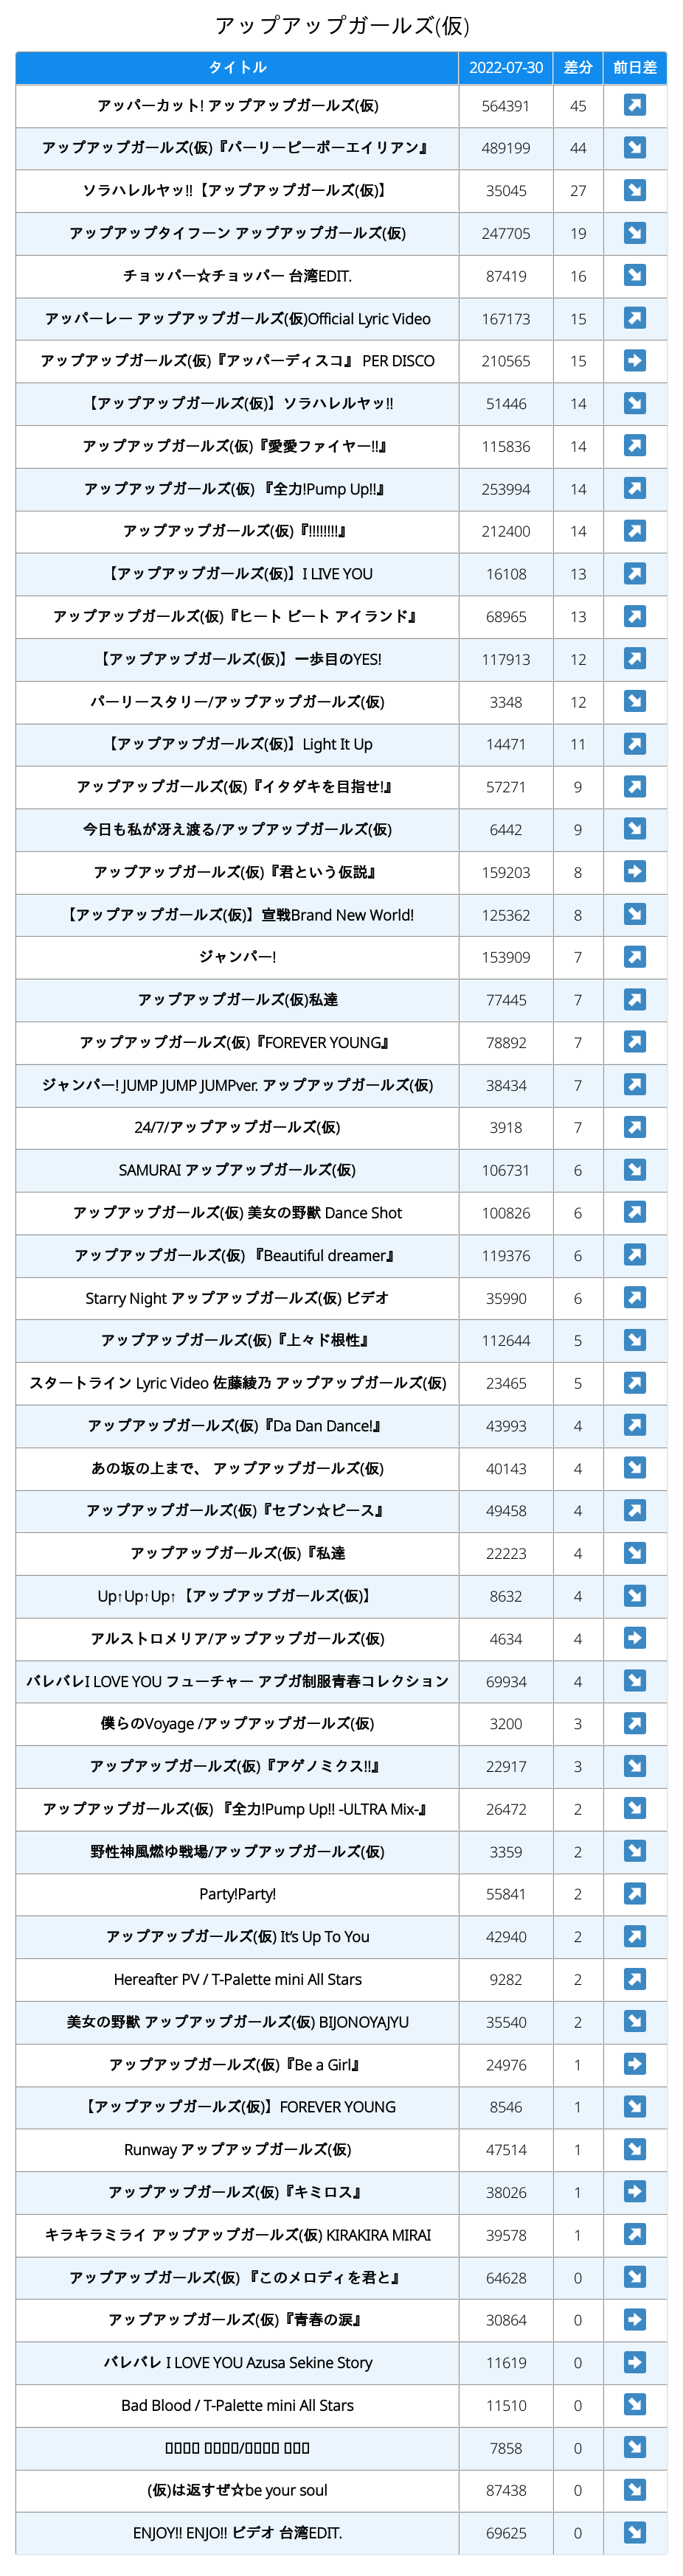 アップアップガールズ(仮)
タイトル 2022-07-30 差分 前日差
アッパーカット! アップアップガールズ(仮) 564391 45 ↗
アップアップガールズ(仮)『パーリーピーポーエイリアン』 489199 44 ↘
ソラハレルヤッ!!【アップアップガールズ(仮)】 35045 27 ↘
アップアップタイフーン アップアップガールズ(仮) 247705 19 ↘
チョッパー☆チョッパー 台湾EDIT. 87419 16 ↘
アッパーレー アップアップガールズ(仮)Official Lyric Video 167173 15 ↗
アップアップガールズ(仮)『アッパーディスコ』 PER DISCO 210565 15 ➡
【アップアップガールズ(仮)】ソラハレルヤッ!! 51446 14 ↘
アップアップガールズ(仮)『愛愛ファイヤー!!』 115836 14 ↗
アップアップガールズ(仮) 『全力!Pump Up!!』 253994 14 ↗
アップアップガールズ(仮)『!!!!!!!!』 212400 14 ↗
【アップアップガールズ(仮)】I LIVE YOU 16108 13 ↗
アップアップガールズ(仮)『ヒート ビート アイランド』 68965 13 ↗
【アップアップガールズ(仮)】一歩目のYES! 117913 12 ↗
パーリースタリー/アップアップガールズ(仮) 3348 12 ↘
【アップアップガールズ(仮)】Light It Up 14471 11 ↗
アップアップガールズ(仮)『イタダキを目指せ!』 57271 9 ↗
今日も私が冴え渡る/アップアップガールズ(仮) 6442 9 ↘
アップアップガールズ(仮)『君という仮説』 159203 8 ➡
【アップアップガールズ(仮)】宣戦Brand New World! 125362 8 ↘
ジャンパー! 153909 7 ↗
アップアップガールズ(仮)私達 77445 7 ↗
アップアップガールズ(仮)『FOREVER YOUNG』 78892 7 ↗
ジャンパー! JUMP JUMP JUMPver. アップアップガールズ(仮) 38434 7 ↗
24/7/アップアップガールズ(仮) 3918 7 ↗
SAMURAI アップアップガールズ(仮) 106731 6 ↘
アップアップガールズ(仮) 美女の野獣 Dance Shot 100826 6 ↗
アップアップガールズ(仮) 『Beautiful dreamer』 119376 6 ↗
Starry Night アップアップガールズ(仮) ビデオ 35990 6 ↗
アップアップガールズ(仮)『上々ド根性』 112644 5 ↘
スタートライン Lyric Video 佐藤綾乃 アップアップガールズ(仮) 23465 5 ↗
アップアップガールズ(仮)『Da Dan Dance!』 43993 4 ↗
あの坂の上まで、 アップアップガールズ(仮) 40143 4 ↘
アップアップガールズ(仮)『セブン☆ピース』 49458 4 ↗
アップアップガールズ(仮)『私達 22223 4 ↘
Up↑Up↑Up↑【アップアップガールズ(仮)】 8632 4 ↘
アルストロメリア/アップアップガールズ(仮) 4634 4 ➡
バレバレI LOVE YOU フューチャー アプガ制服青春コレクション 69934 4 ↘
僕らのVoyage /アップアップガールズ(仮) 3200 3 ↗
アップアップガールズ(仮)『アゲノミクス!!』 22917 3 ↘
アップアップガールズ(仮) 『全力!Pump Up!! -ULTRA Mix-』 26472 2 ↘
野性神風燃ゆ戦場/アップアップガールズ(仮) 3359 2 ↘
Party!Party! 55841 2 ↗
アップアップガールズ(仮) It’s Up To You 42940 2 ↗
Hereafter PV / T-Palette mini All Stars 9282 2 ↗
美女の野獣 アップアップガールズ(仮) BIJONOYAJYU 35540 2 ↘
アップアップガールズ(仮)『Be a Girl』 24976 1 ➡
【アップアップガールズ(仮)】FOREVER YOUNG 8546 1 ↘
Runway アップアップガールズ(仮) 47514 1 ↘
アップアップガールズ(仮)『キミロス』 38026 1 ➡
キラキラミライ アップアップガールズ(仮) KIRAKIRA MIRAI 39578 1 ↗
アップアップガールズ(仮) 『このメロディを君と』 64628 0 ↘
アップアップガールズ(仮)『青春の涙』 30864 0 ➡
バレバレ I LOVE YOU Azusa Sekine Story 11619 0 ➡
Bad Blood / T-Palette mini All Stars 11510 0 ↘
7858 0 ↘
(仮)は返すぜ☆be your soul 87438 0 ↘
ENJOY!! ENJO!! ビデオ 台湾EDIT. 69625 0 ↘